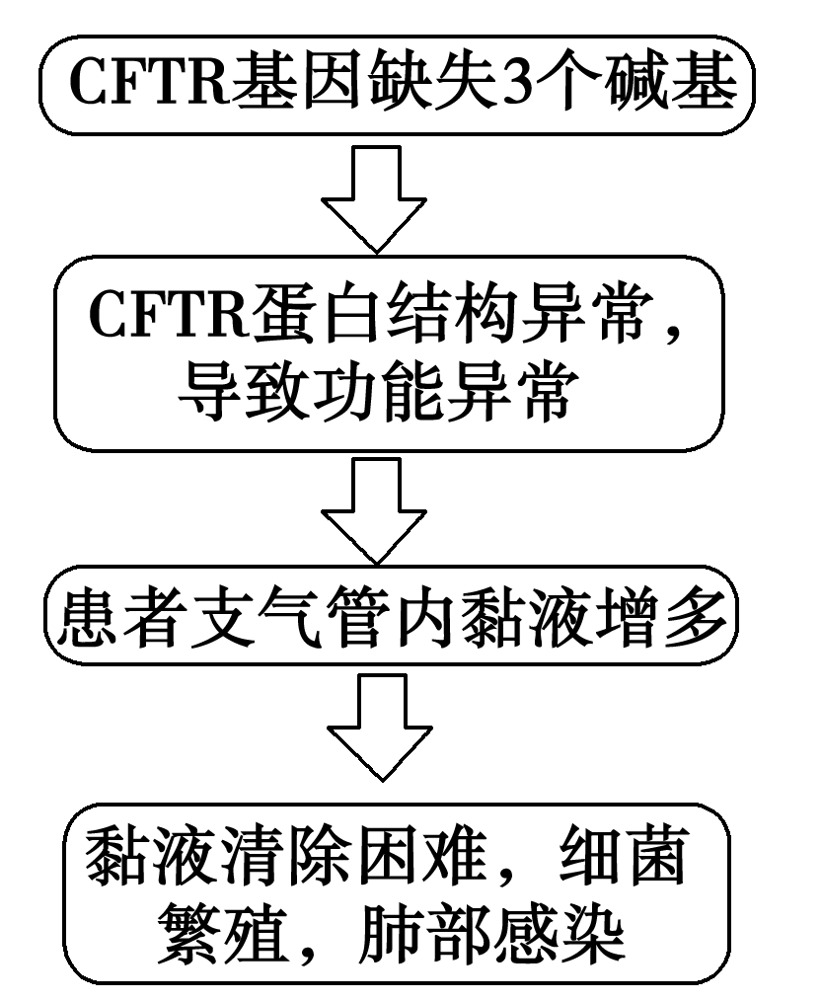 CFTR基因缺失3个碱基
CFTR蛋白结构异常，
导致功能异常
患者支气管内黏液增多
黏液清除困难，细菌
繁殖，肺部感染